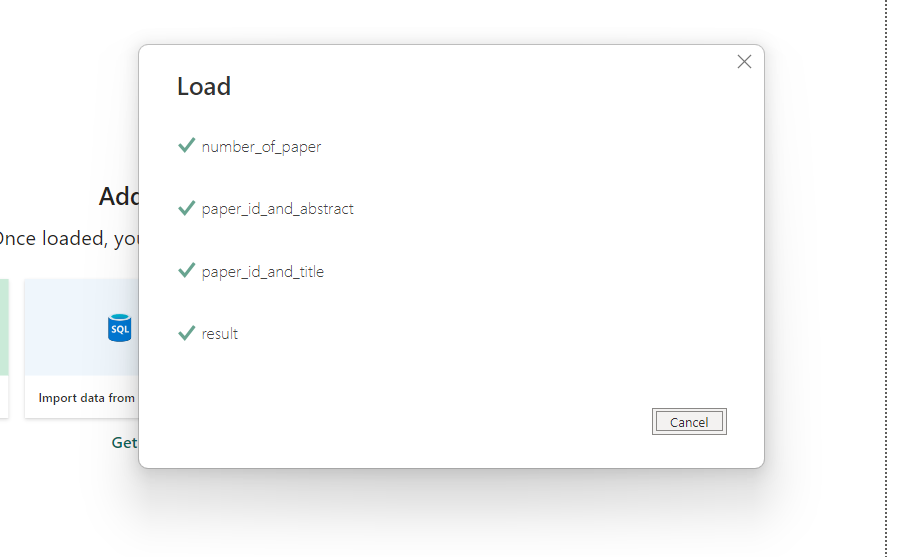 Load
number_of_paper
paper_id_and_abstract
paper_id_and_title
result
Cancel
Add
Once loaded, you
SQL
Import data from
Get